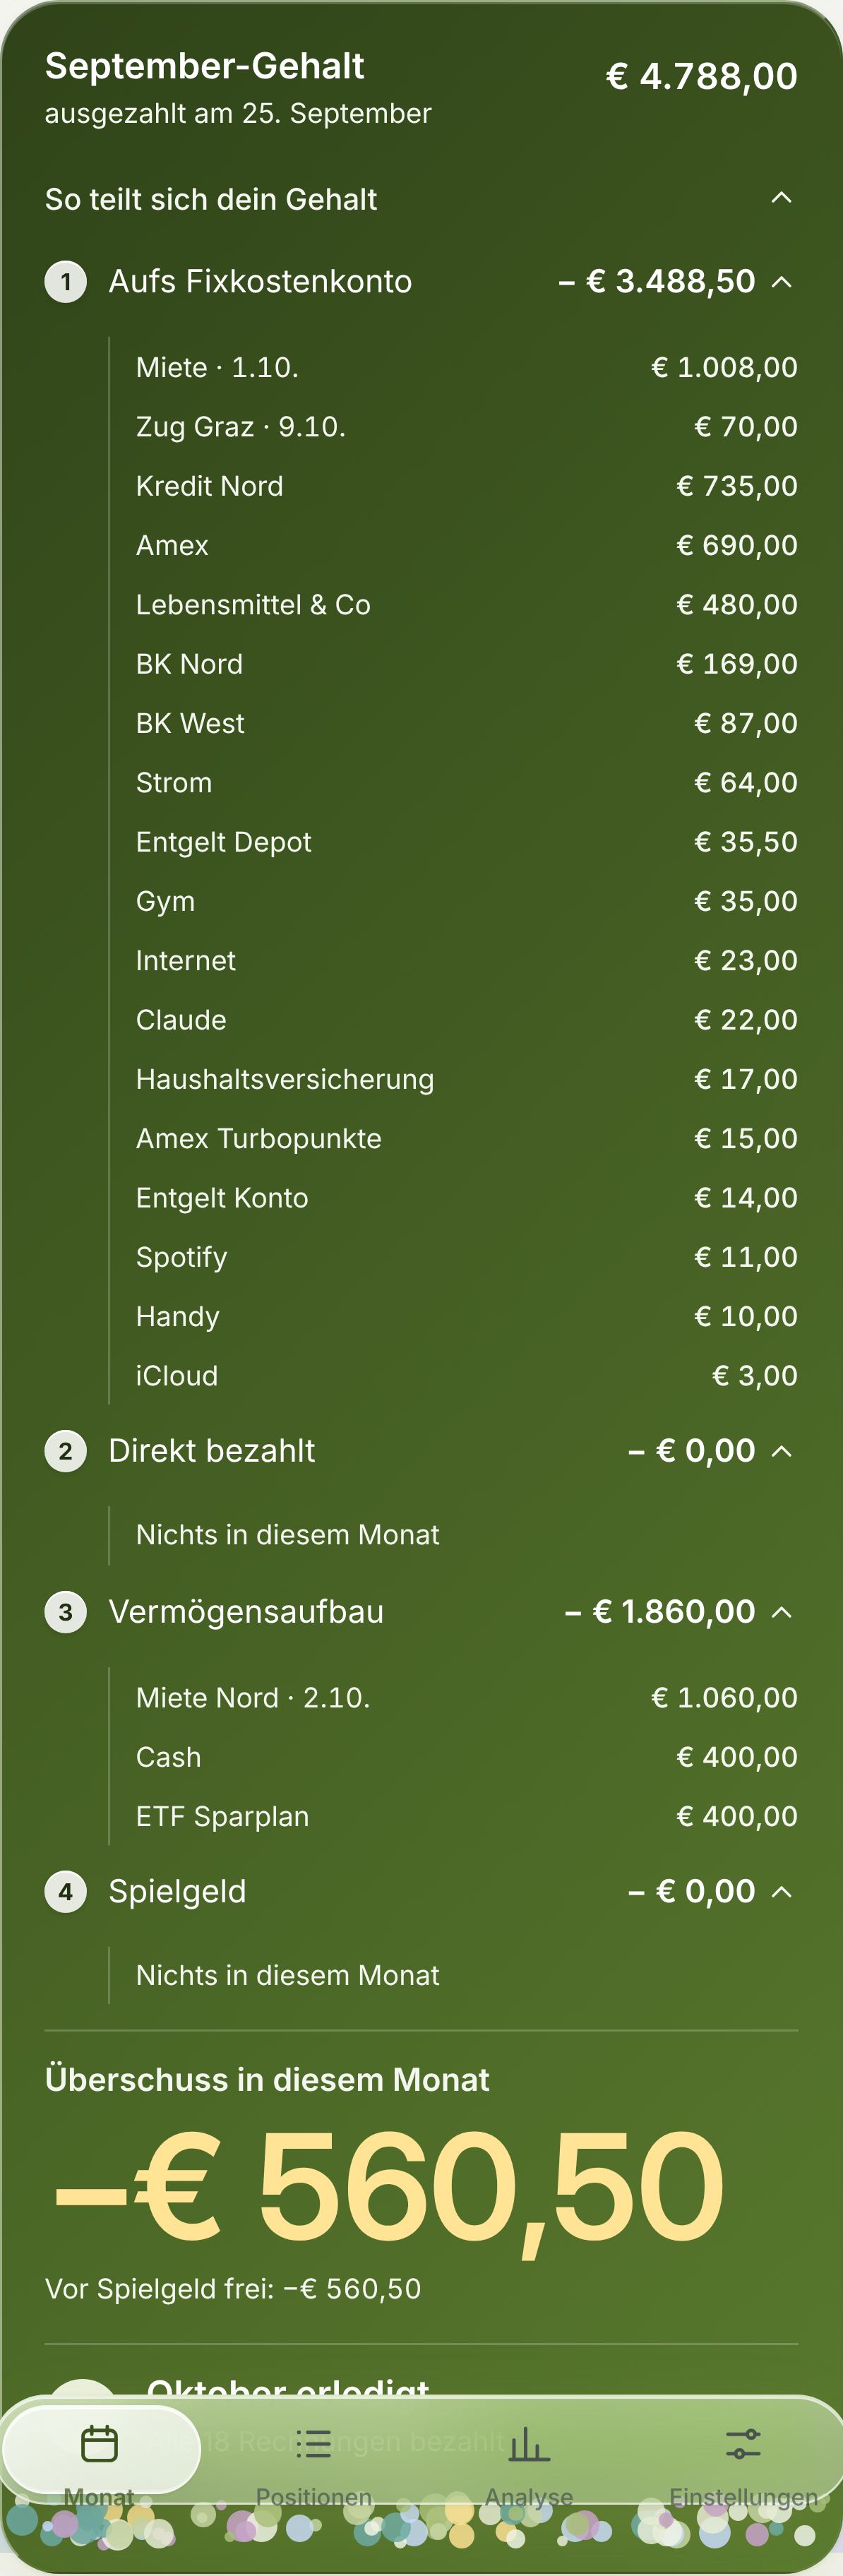 September-Gehalt
€ 4.788,00
ausgezahlt am 25. September
So teilt sich dein Gehalt
1 Aufs Fixkostenkonto – € 3.488,50
Miete · 1.10. € 1.008,00
Zug Graz · 9.10. € 70,00
Kredit Nord € 735,00
Amex € 690,00
Lebensmittel & Co € 480,00
BK Nord € 169,00
BK West € 87,00
Strom € 64,00
Entgelt Depot € 35,50
Gym € 35,00
Internet € 23,00
Claude € 22,00
Haushaltsversicherung € 17,00
Amex Turbopunkte € 15,00
Entgelt Konto € 14,00
Spotify € 11,00
Handy € 10,00
iCloud € 3,00
2 Direkt bezahlt – € 0,00
Nichts in diesem Monat
3 Vermögensaufbau – € 1.860,00
Miete Nord · 2.10. € 1.060,00
Cash € 400,00
ETF Sparplan € 400,00
4 Spielgeld – € 0,00
Nichts in diesem Monat
Überschuss in diesem Monat
–€ 560,50
Vor Spielgeld frei: –€ 560,50
Oktober erledigt
Alle 18 Rechnungen bezahlt
Monat Positionen Analyse Einstellungen